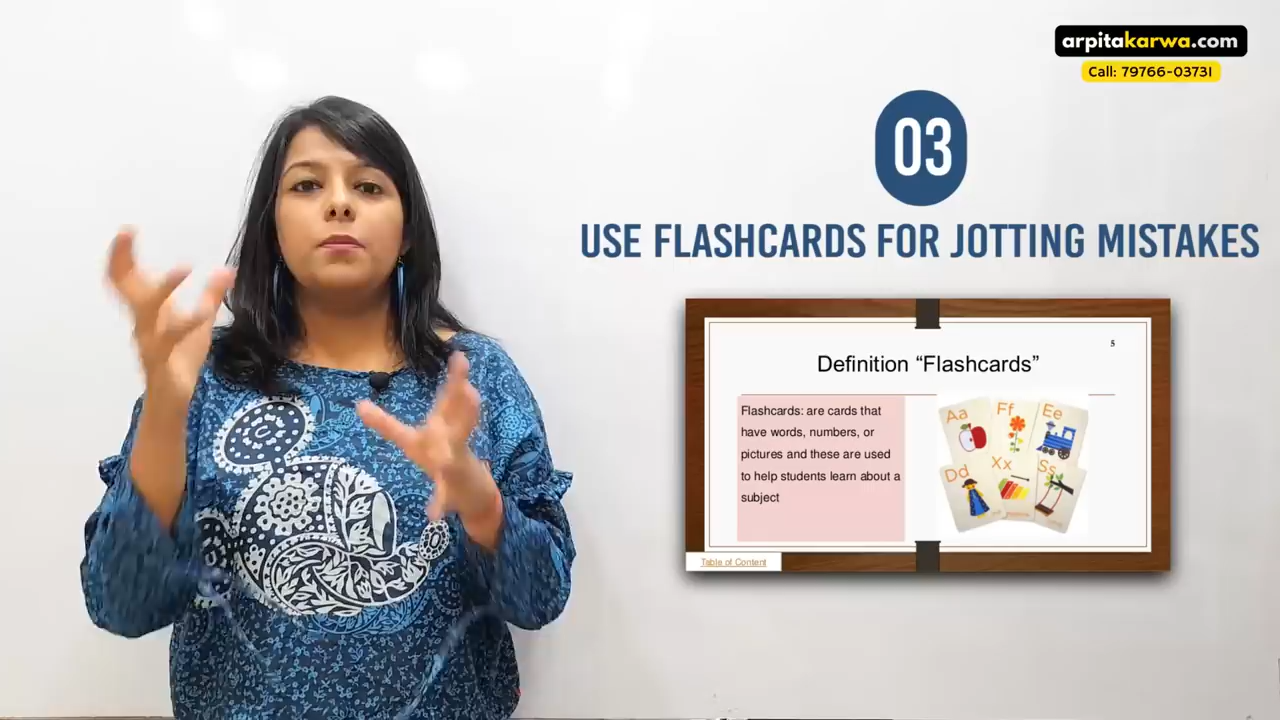 arpitakarwa.com
Call: 79766-03731
03
USE FLASHCARDS FOR JOTTING MISTAKES
5
Definition “Flashcards”
Flashcards: are cards that
have words, numbers, or
pictures and these are used
to help students learn about a
subject
Aa Ff Ee
Dd Xx Ss
Table of Content